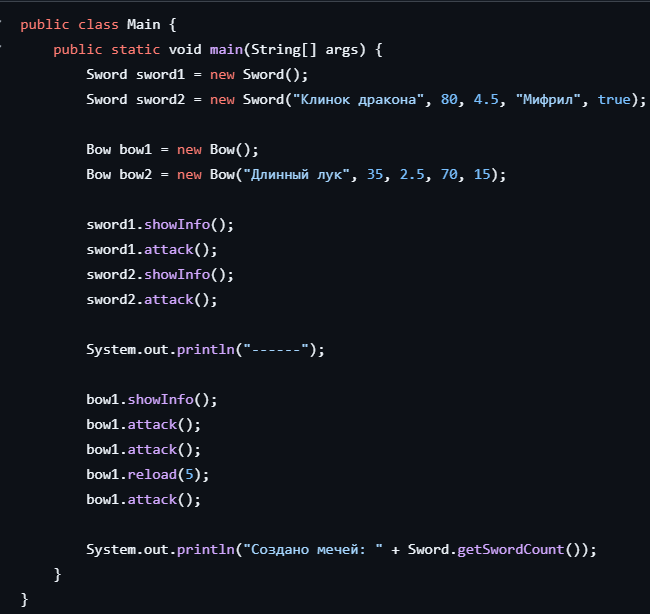 public class Main {
    public static void main(String[] args) {
        Sword sword1 = new Sword();
        Sword sword2 = new Sword("Клинок дракона", 80, 4.5, "Мифрил", true);
        Bow bow1 = new Bow();
        Bow bow2 = new Bow("Длинный лук", 35, 2.5, 70, 15);
        sword1.showInfo();
        sword1.attack();
        sword2.showInfo();
        sword2.attack();
        System.out.println("------");
        bow1.showInfo();
        bow1.attack();
        bow1.attack();
        bow1.reload(5);
        bow1.attack();
        System.out.println("Создано мечей: " + Sword.getSwordCount());
    }
}